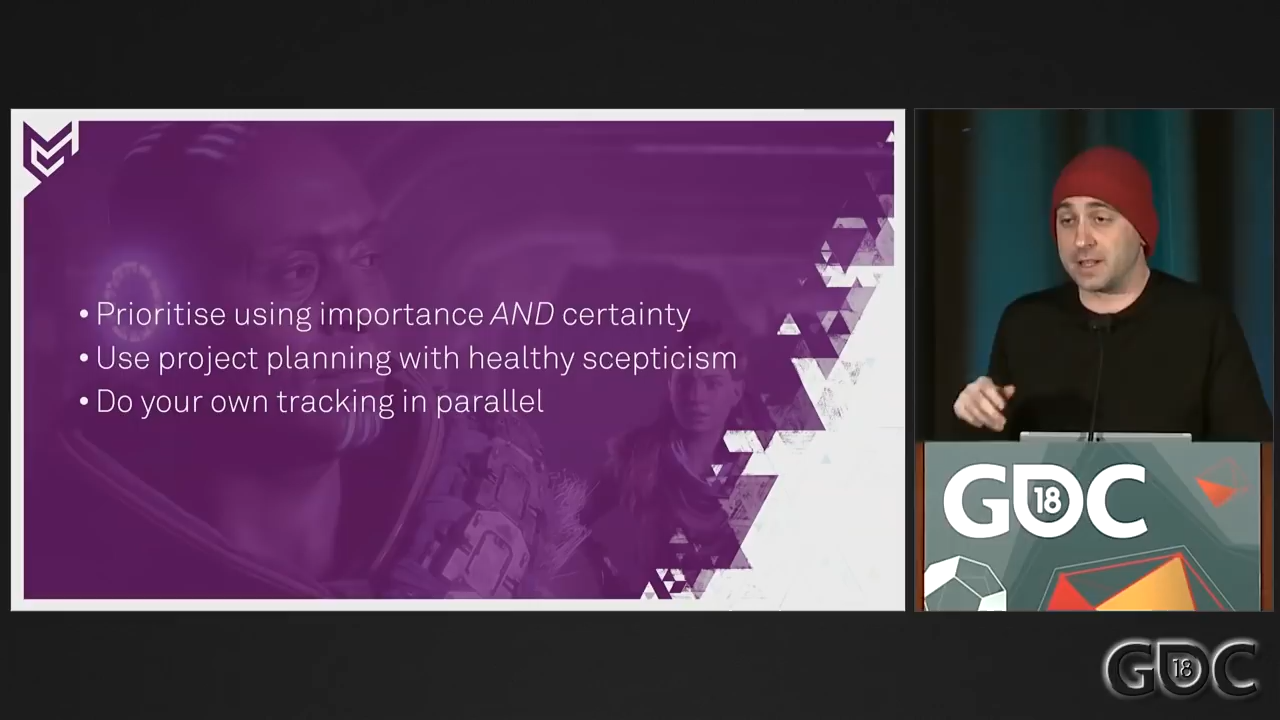 • Prioritise using importance AND certainty
• Use project planning with healthy scepticism
• Do your own tracking in parallel
GDC 18
GDC 18